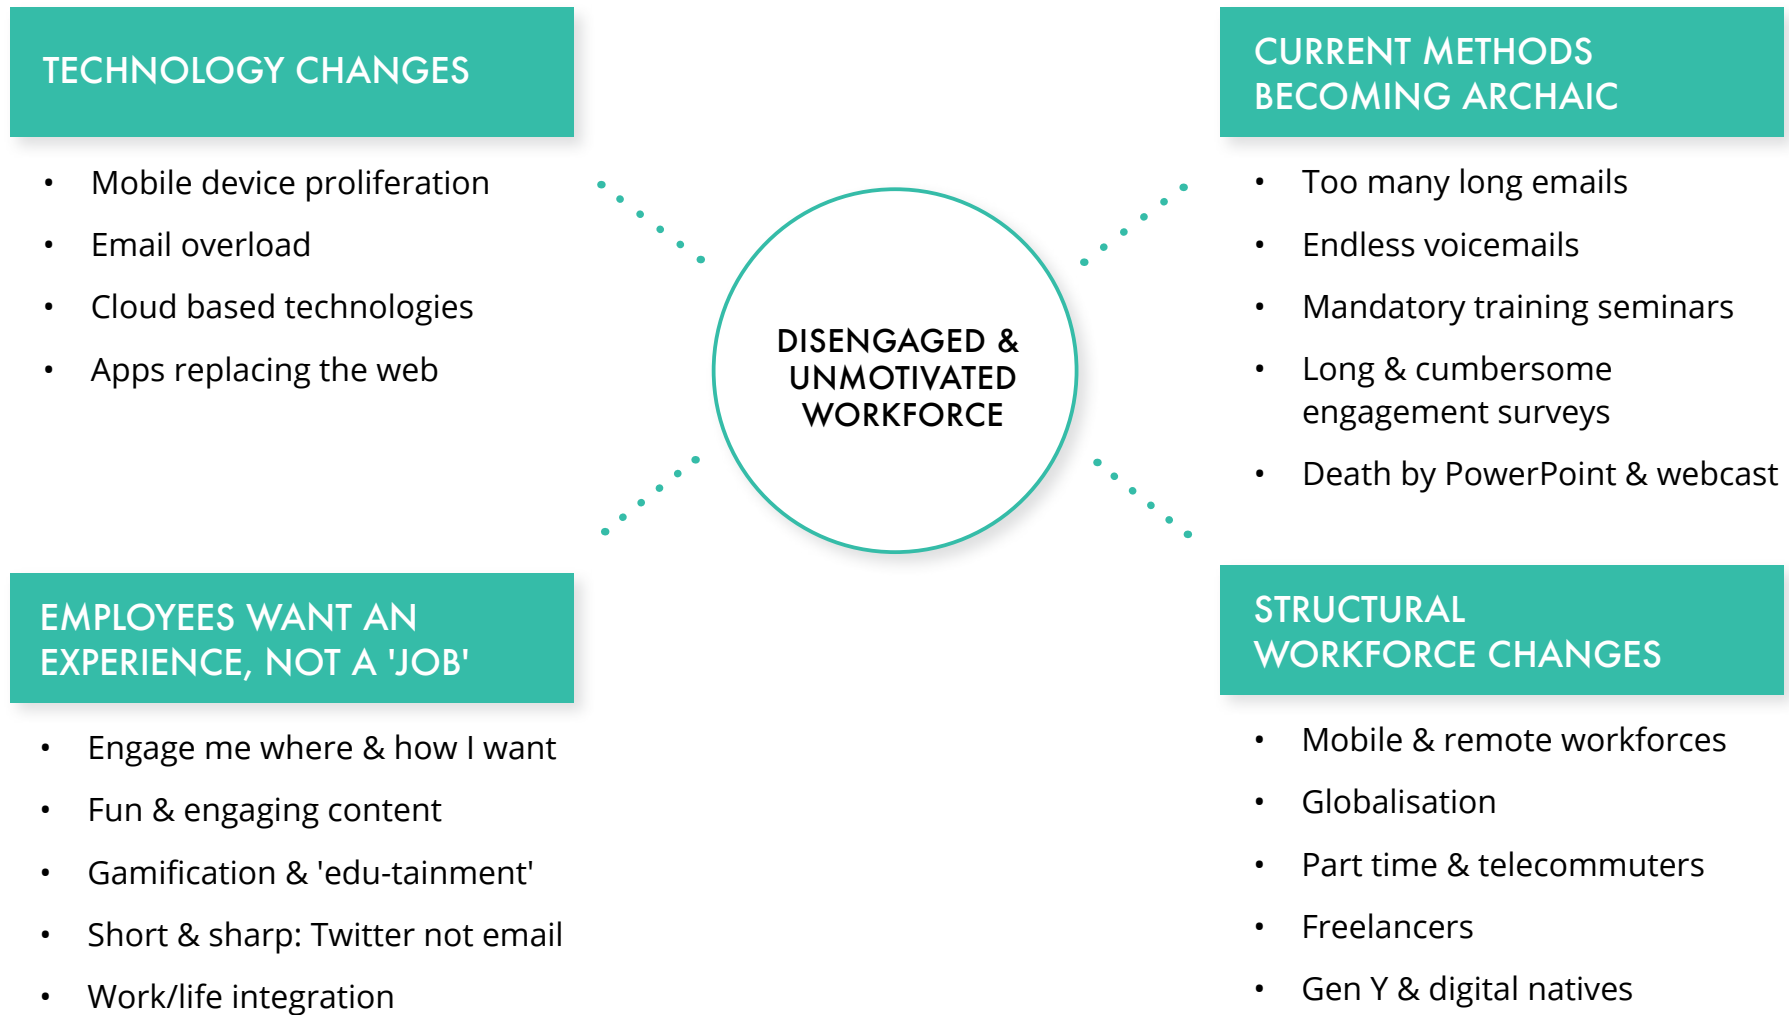 TECHNOLOGY CHANGES
• Mobile device proliferation
• Email overload
• Cloud based technologies
• Apps replacing the web
CURRENT METHODS
BECOMING ARCHAIC
• Too many long emails
• Endless voicemails
• Mandatory training seminars
• Long & cumbersome
engagement surveys
• Death by PowerPoint & webcast
DISENGAGED &
UNMOTIVATED
WORKFORCE
EMPLOYEES WANT AN
EXPERIENCE, NOT A 'JOB'
• Engage me where & how I want
• Fun & engaging content
• Gamification & 'edu-tainment'
• Short & sharp: Twitter not email
• Work/life integration
STRUCTURAL
WORKFORCE CHANGES
• Mobile & remote workforces
• Globalisation
• Part time & telecommuters
• Freelancers
• Gen Y & digital natives